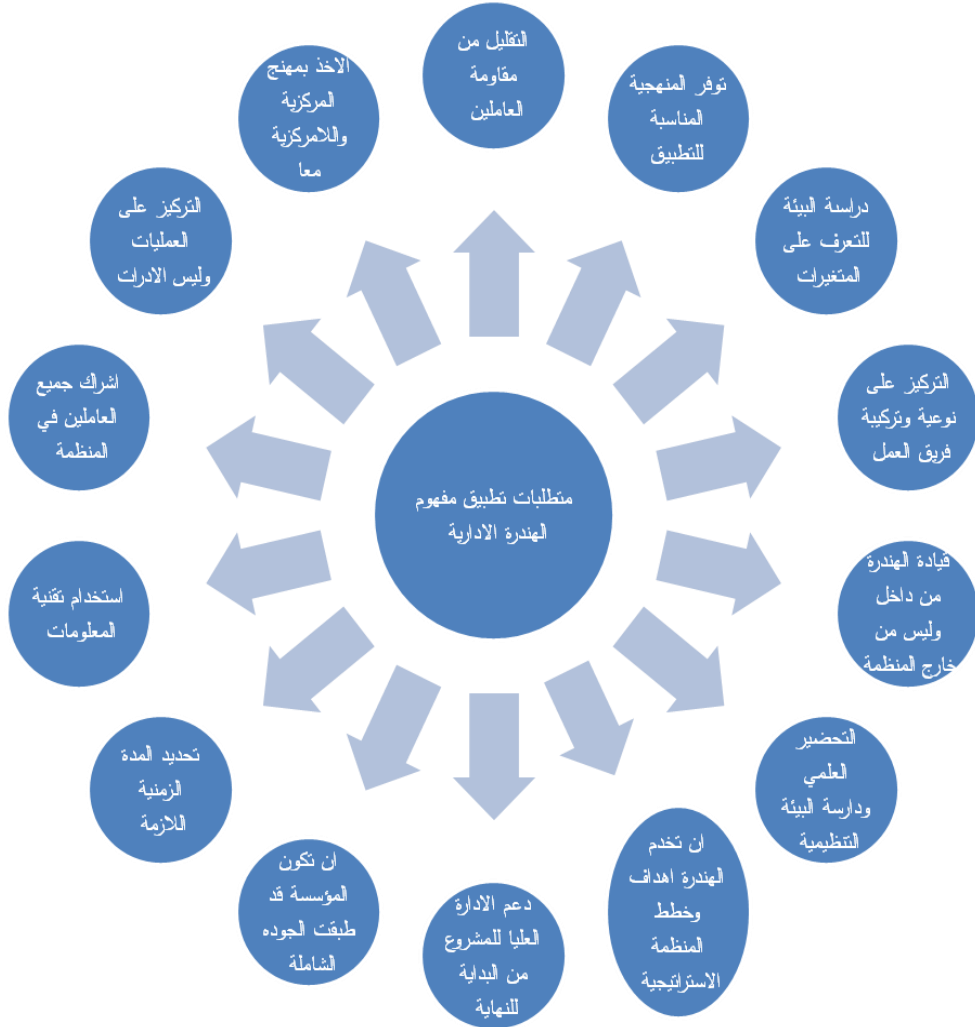 متطلبات تطبيق مفهوم
الهندرة الادارية
التقليل من
مقاومة
العاملين
توفر المنهجية
المناسبة
للتطبيق
دراسة البيئة
للتعرف على
المتغيرات
التركيز على
نوعية وتركيبة
فريق العمل
قيادة الهندرة
من داخل
وليس من
خارج المنظمة
التحضير
العلمي
ودارسة البيئة
التنظيمية
ان تخدم
الهندرة اهداف
وخطط
المنظمة
الاستراتيجية
دعم الادارة
العليا للمشروع
من البداية
للنهاية
ان تكون
المؤسسة قد
طبقت الجوده
الشاملة
تحديد المدة
الزمنية
اللازمة
استخدام تقنية
المعلومات
اشراك جميع
العاملين في
المنظمة
التركيز على
العمليات
وليس الادرات
الاخذ بمهنج
المركزية
واللامركزية
معا